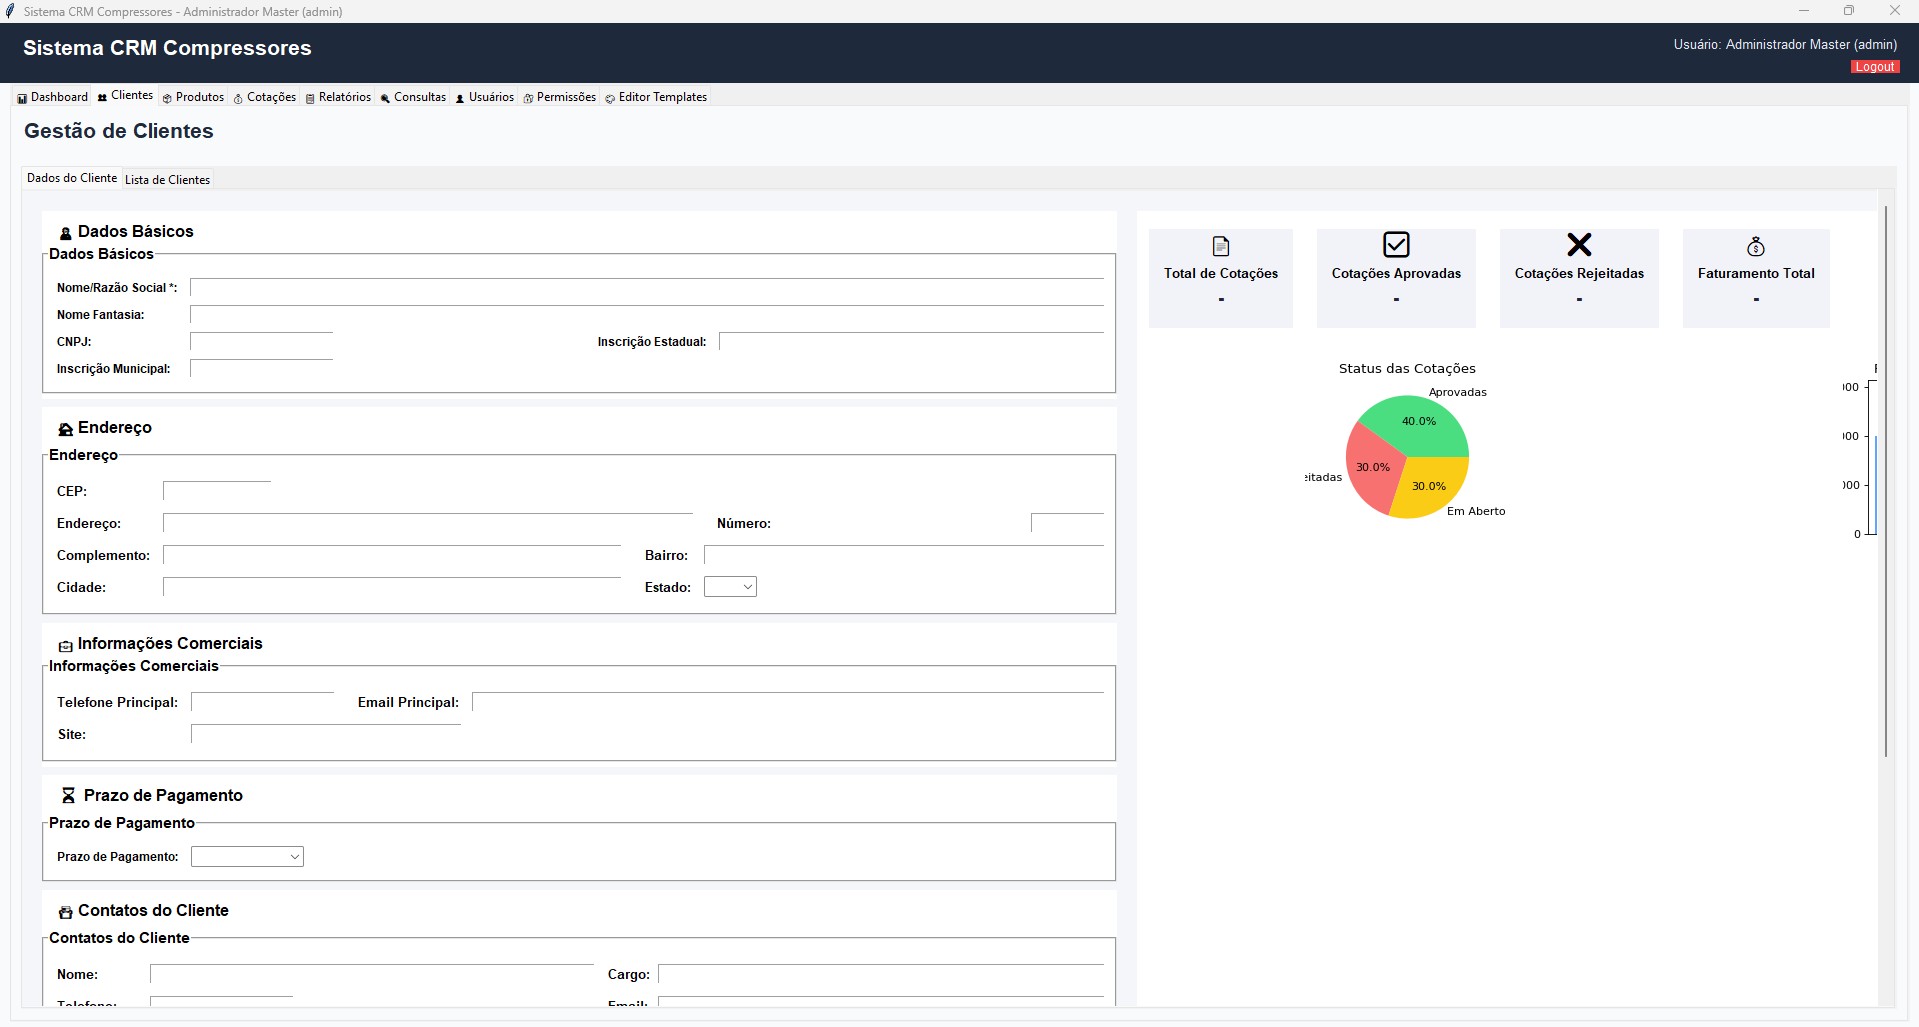 Sistema CRM Compressores - Administrador Master (admin)
Sistema CRM Compressores
Usuário: Administrador Master (admin)
Logout
Dashboard Clientes Produtos Cotações Relatórios Consultas Usuários Permissões Editor Templates
Gestão de Clientes
Dados do Cliente Lista de Clientes
Dados Básicos
Dados Básicos
Nome/Razão Social *:
Nome Fantasia:
CNPJ: Inscrição Estadual:
Inscrição Municipal:
Endereço
Endereço
CEP:
Endereço: Número:
Complemento: Bairro:
Cidade: Estado:
Informações Comerciais
Informações Comerciais
Telefone Principal: Email Principal:
Site:
Prazo de Pagamento
Prazo de Pagamento
Prazo de Pagamento:
Contatos do Cliente
Contatos do Cliente
Nome: Cargo:
Telefone: Email:
Total de Cotações
-
Cotações Aprovadas
-
Cotações Rejeitadas
-
Faturamento Total
-
Status das Cotações
Aprovadas
40.0%
30.0%
eitadas
30.0%
Em Aberto
000
000
000
0